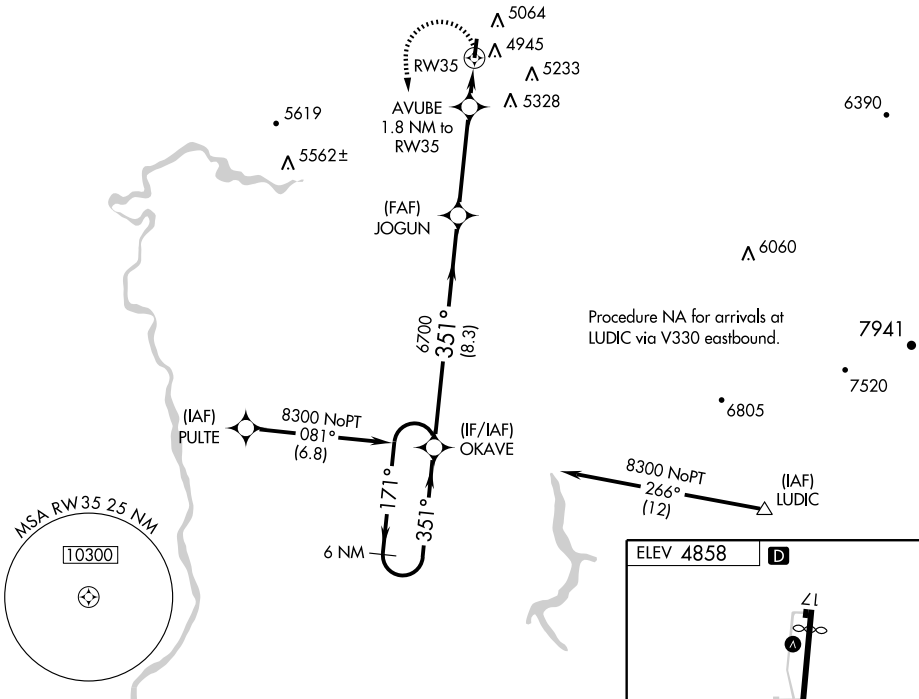 5064
4945
RW35
5233
5328
AVUBE
1.8 NM to
RW35
5619
5562±
6390
(FAF)
JOGUN
6060
6700
351°
(8.3)
Procedure NA for arrivals at
LUDIC via V330 eastbound.
7941
7520
6805
(IAF)
PULTE
8300 NoPT
081°
(6.8)
(IF/IAF)
OKAVE
171°
351°
6 NM
8300 NoPT
266°
(12)
(IAF)
LUDIC
MSA RW35 25 NM
10300
ELEV 4858
D
17